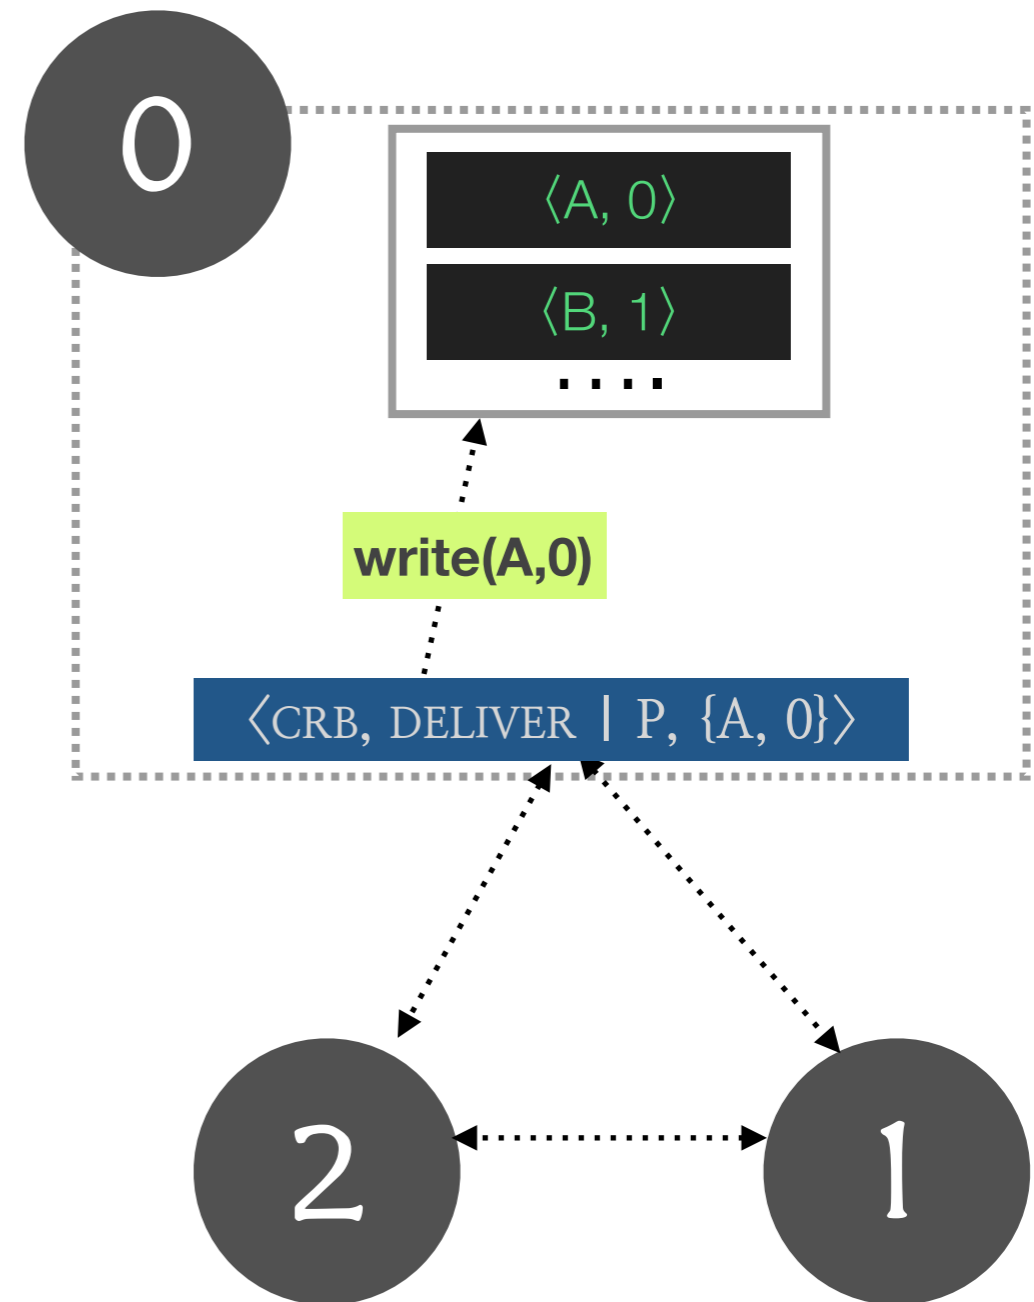 0
⟨A, 0⟩
⟨B, 1⟩
....
write(A,0)
⟨CRB, DELIVER | P, {A, 0}⟩
2
1